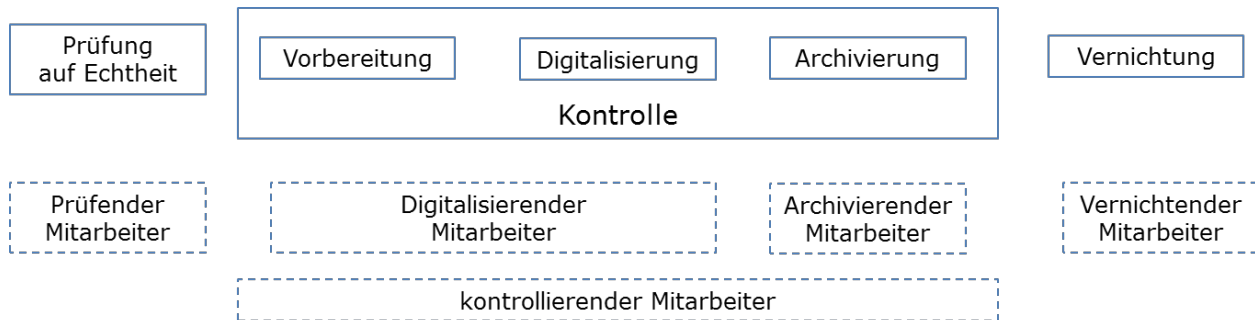 Prüfung
auf Echtheit
Vorbereitung
Digitalisierung
Archivierung
Kontrolle
Vernichtung
Prüfender
Mitarbeiter
Digitalisierender
Mitarbeiter
Archivierender
Mitarbeiter
Vernichtender
Mitarbeiter
kontrollierender Mitarbeiter